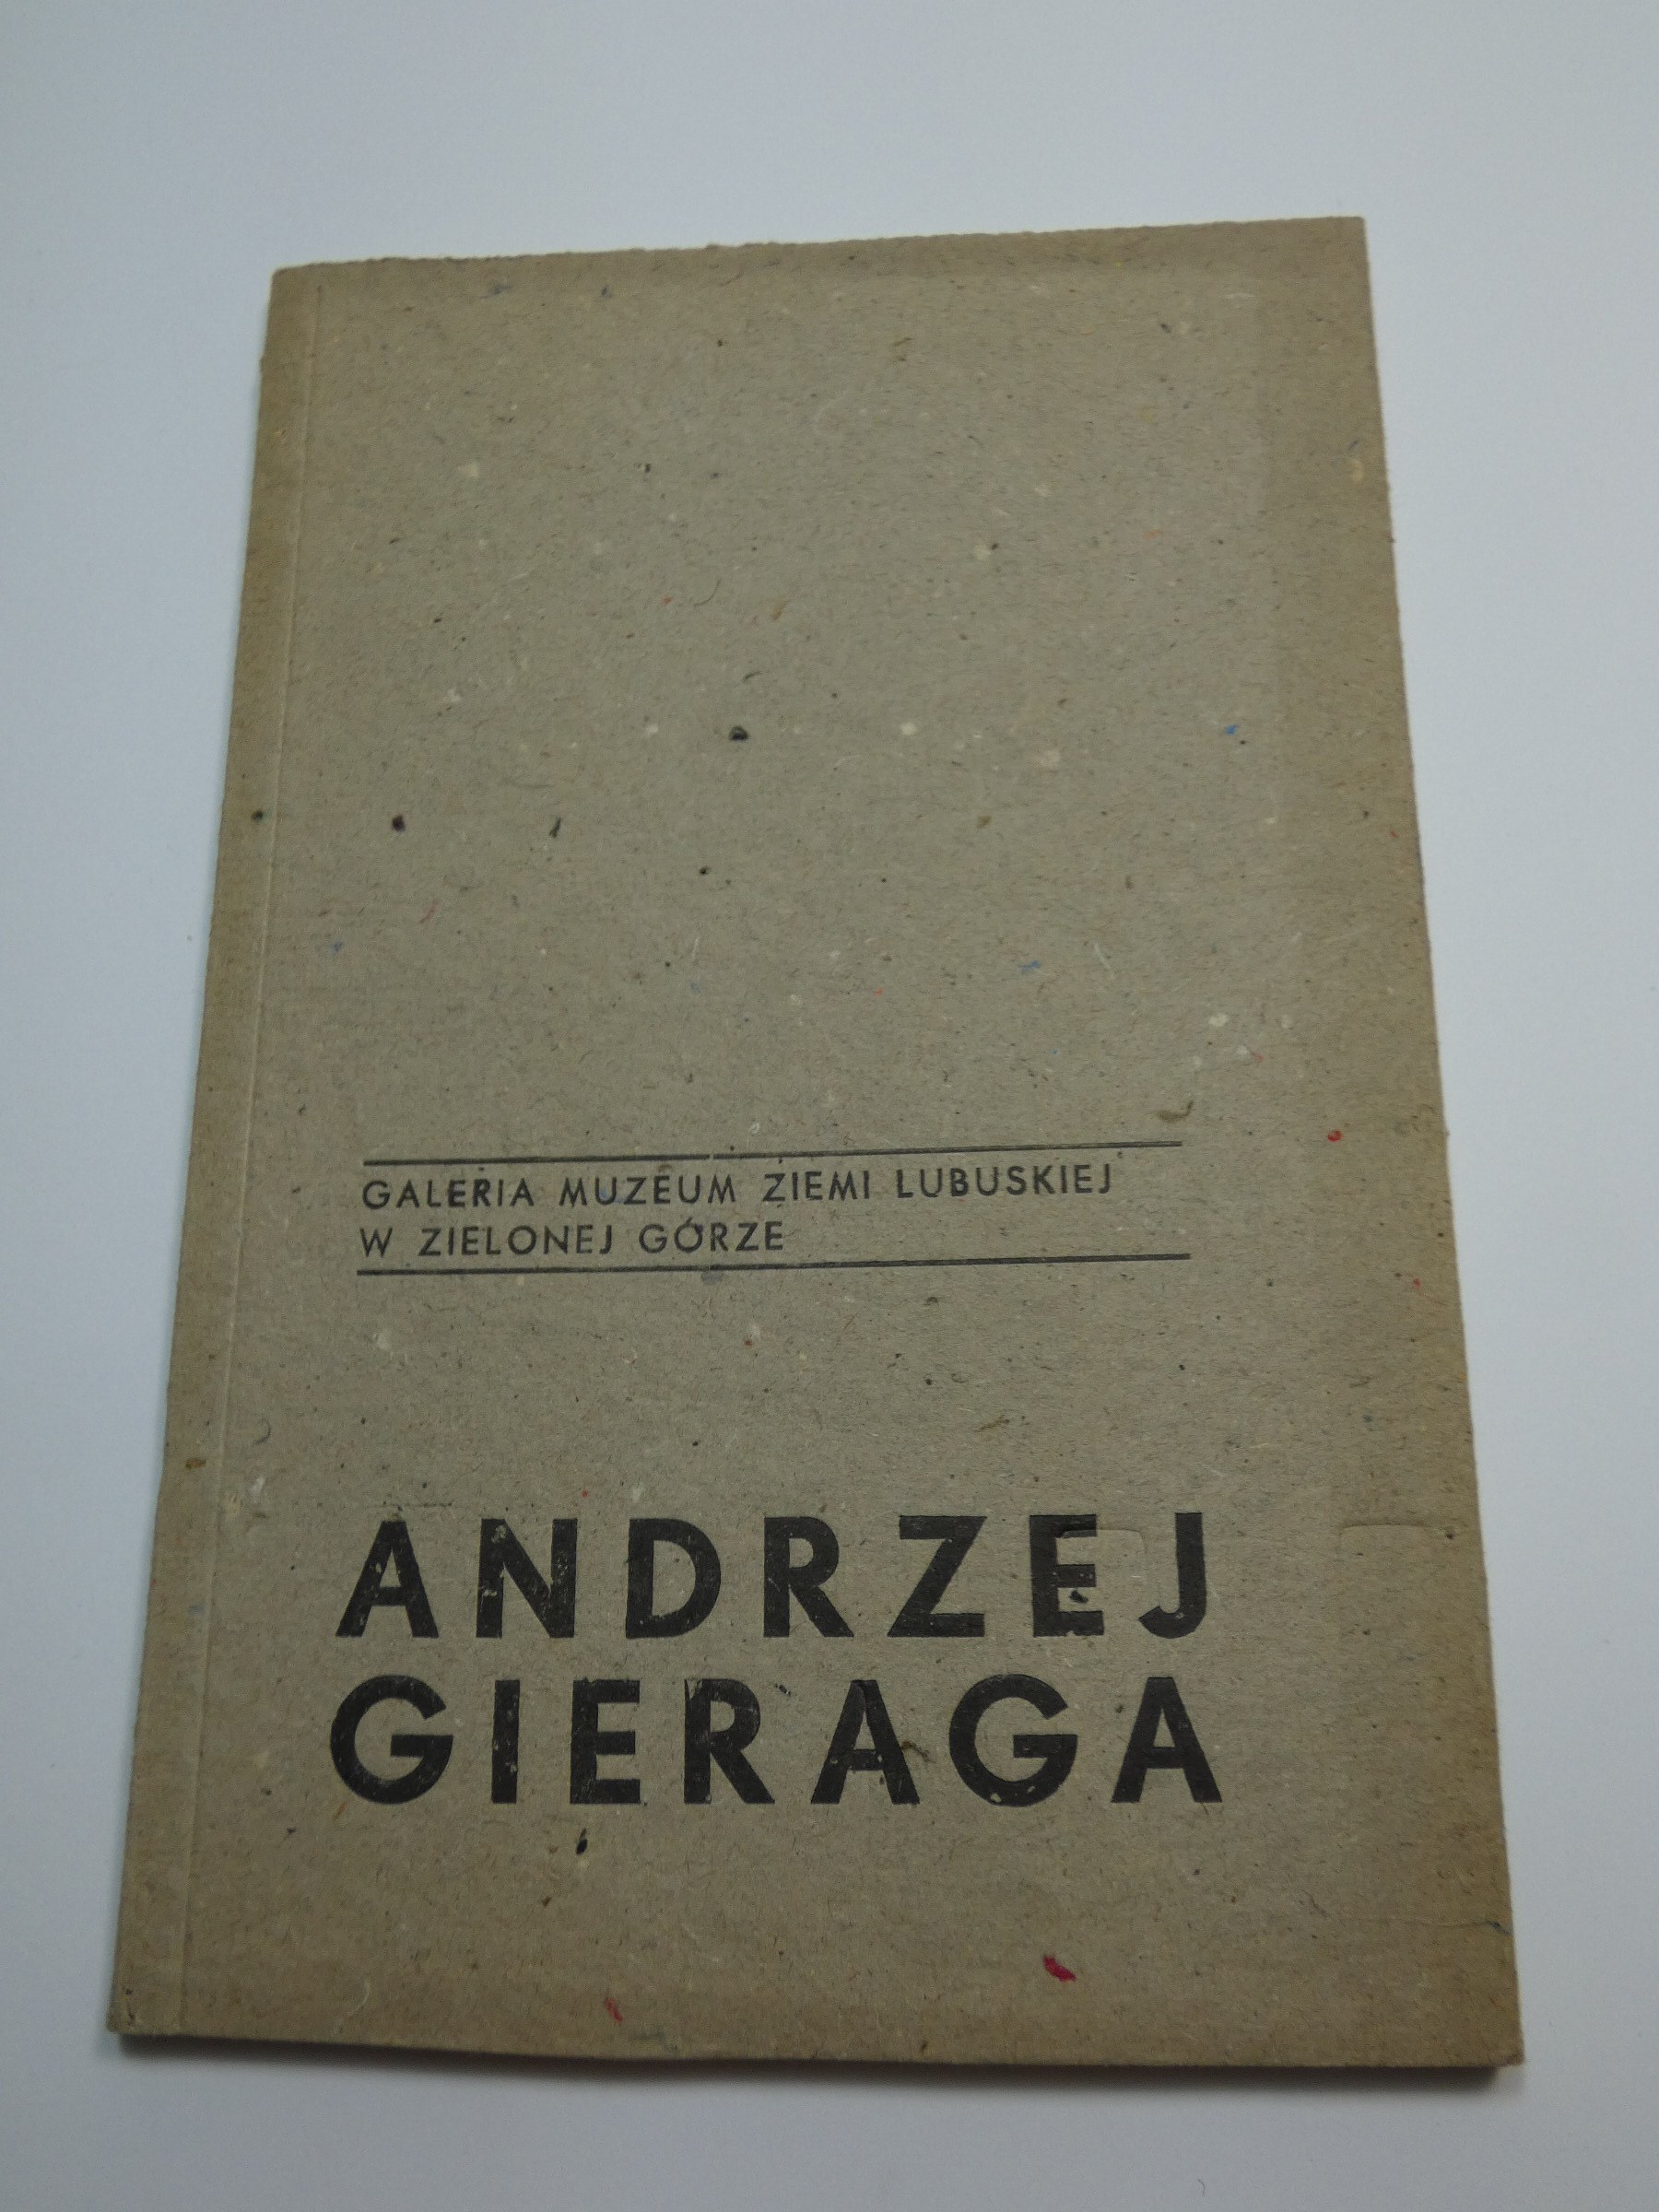 GALERIA MUZEUM ZIEMI LUBUSKIEJ
W ZIELONEJ GÓRZE
ANDRZEJ
GIERAGA